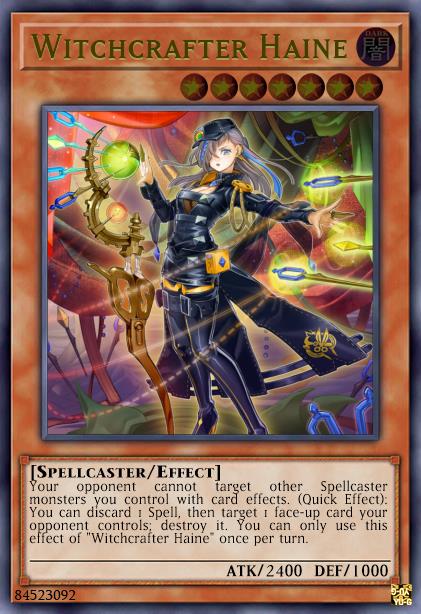 WITCHCRAFTER HAINE
DARK
闇
[SPELLCASTER/EFFECT]
Your opponent cannot target other Spellcaster
monsters you control with card effects. (Quick Effect):
You can discard 1 Spell, then target 1 face-up card your
opponent controls; destroy it. You can only use this
effect of "Witchcrafter Haine" once per turn.
ATK/2400 DEF/1000
84523092